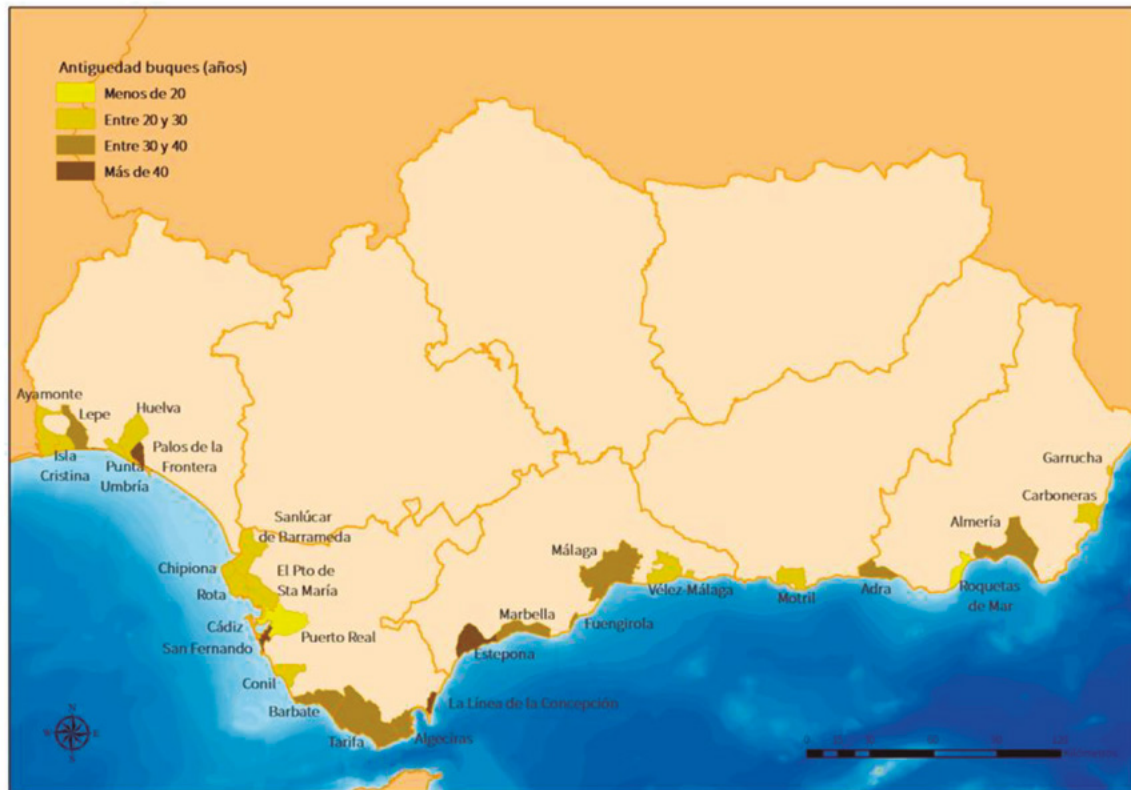 Antiguedad buques (años)
Menos de 20
Entre 20 y 30
Entre 30 y 40
Más de 40
Ayamonte
Lepe
Huelva
Isla
Cristina
Punta
Umbría
Palos de la
Frontera
Sanlúcar
de Barrameda
Chipiona
El Pto de
Sta María
Rota
Cádiz
Puerto Real
San Fernando
Conil
Barbate
Tarifa
Algeciras
La Línea de la Concepción
Estepona
Marbella
Fuengirola
Málaga
Vélez-Málaga
Motril
Adra
Almería
Roquetas
de Mar
Carboneras
Garrucha
N
E
S